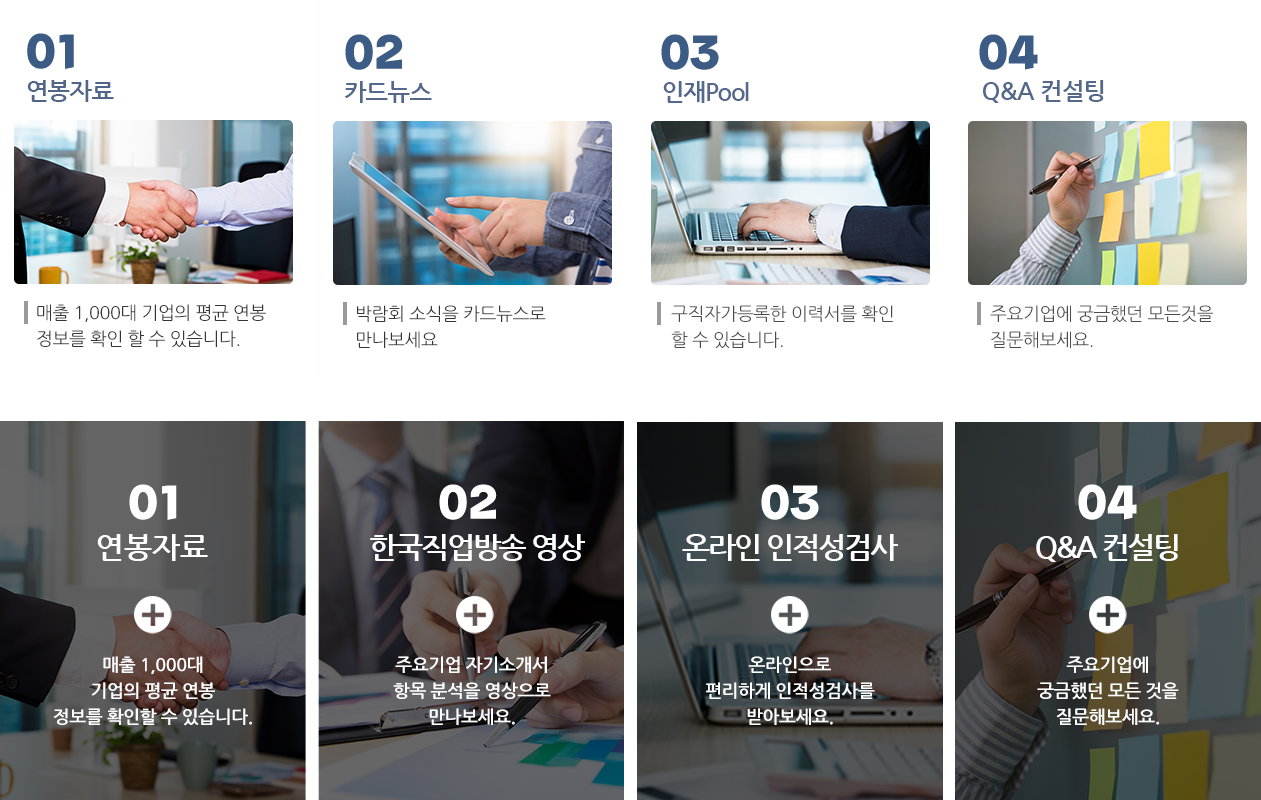 01
연봉자료
매출 1,000대 기업의 평균 연봉
정보를 확인 할 수 있습니다.
02
카드뉴스
박람회 소식을 카드뉴스로
만나보세요
03
인재Pool
구직자가등록한 이력서를 확인
할 수 있습니다.
04
Q&A 컨설팅
주요기업에 궁금했던 모든것을
질문해보세요.
01
연봉자료
매출 1,000대
기업의 평균 연봉
정보를 확인할 수 있습니다.
02
한국직업방송 영상
주요기업 자기소개서
항목 분석을 영상으로
만나보세요.
03
온라인 인적성검사
온라인으로
편리하게 인적성검사를
받아보세요.
04
Q&A 컨설팅
주요기업에
궁금했던 모든 것을
질문해보세요.